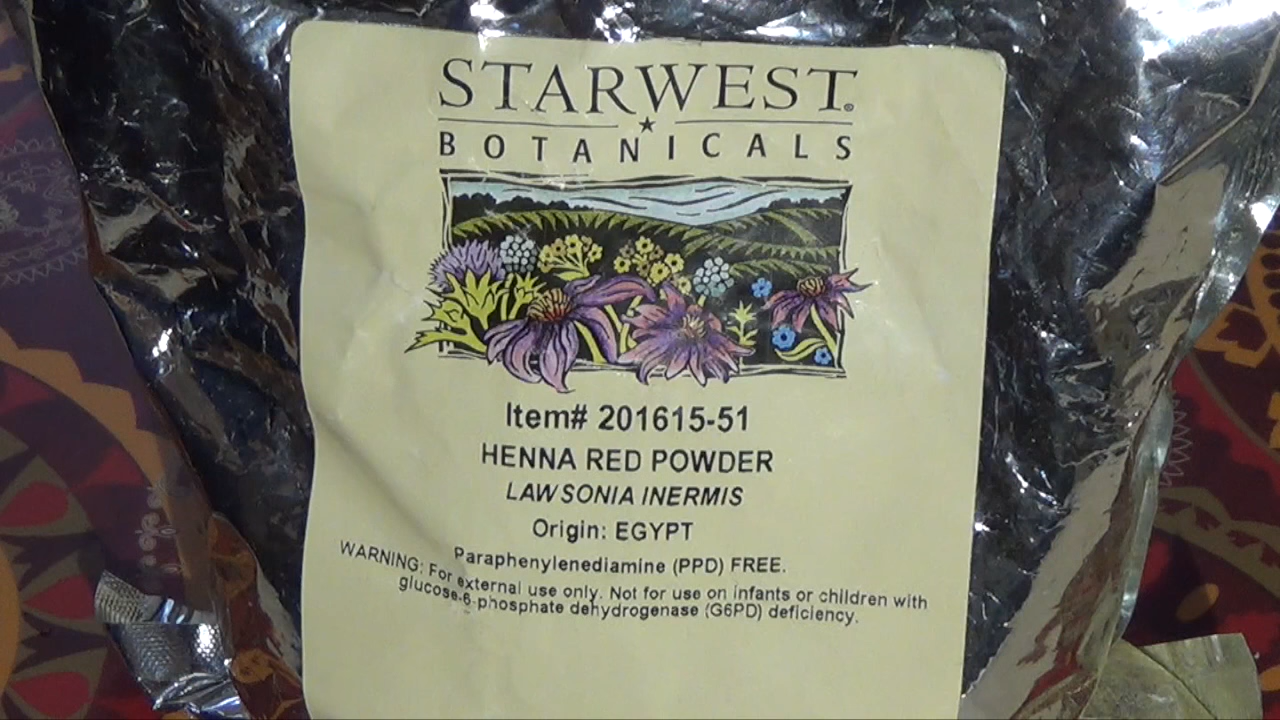 STARWEST®
BOTANICALS
Item# 201615-51
HENNA RED POWDER
LAWSONIA INERMIS
Origin: EGYPT
Paraphenylenediamine (PPD) FREE.
WARNING: For external use only. Not for use on infants or children with
glucose-6-phosphate dehydrogenase (G6PD) deficiency.